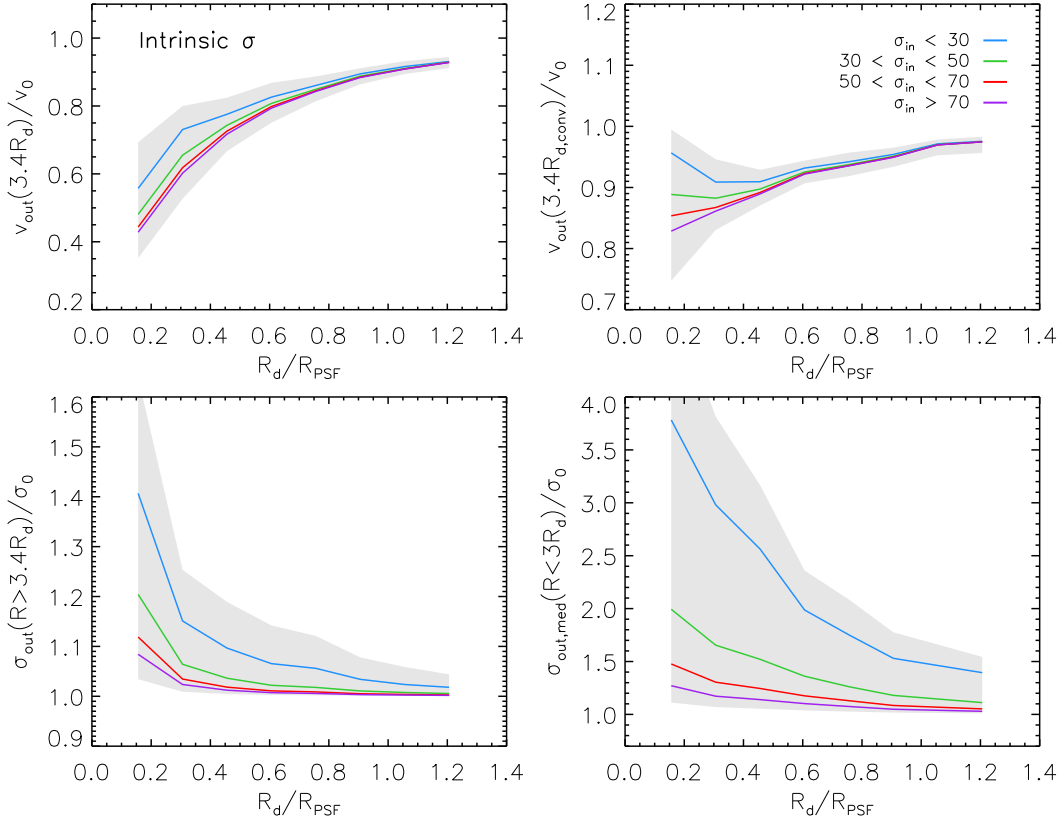 Intrinsic σ
v_out(3.4R_d)/v_0
1.0
0.8
0.6
0.4
0.2
0.0 0.2 0.4 0.6 0.8 1.0 1.2 1.4
R_d/R_PSF
σ_in < 30
30 < σ_in < 50
50 < σ_in < 70
σ_in > 70
v_out(3.4R_d,conv)/v_0
1.2
1.1
1.0
0.9
0.8
0.7
0.0 0.2 0.4 0.6 0.8 1.0 1.2 1.4
R_d/R_PSF
σ_out(R>3.4R_d)/σ_0
1.6
1.5
1.4
1.3
1.2
1.1
1.0
0.9
0.0 0.2 0.4 0.6 0.8 1.0 1.2 1.4
R_d/R_PSF
σ_out,med(R<3R_d)/σ_0
4.0
3.5
3.0
2.5
2.0
1.5
1.0
0.0 0.2 0.4 0.6 0.8 1.0 1.2 1.4
R_d/R_PSF